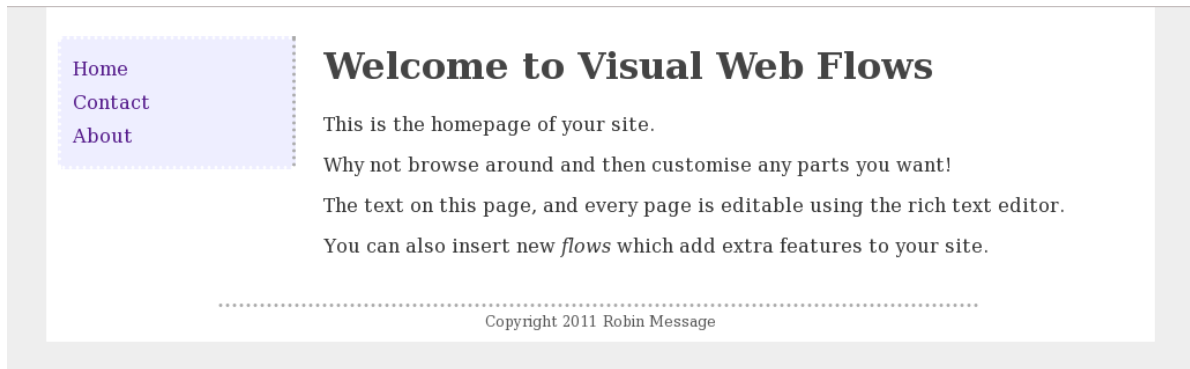 Home
Contact
About
Welcome to Visual Web Flows
This is the homepage of your site.
Why not browse around and then customise any parts you want!
The text on this page, and every page is editable using the rich text editor.
You can also insert new flows which add extra features to your site.
Copyright 2011 Robin Message